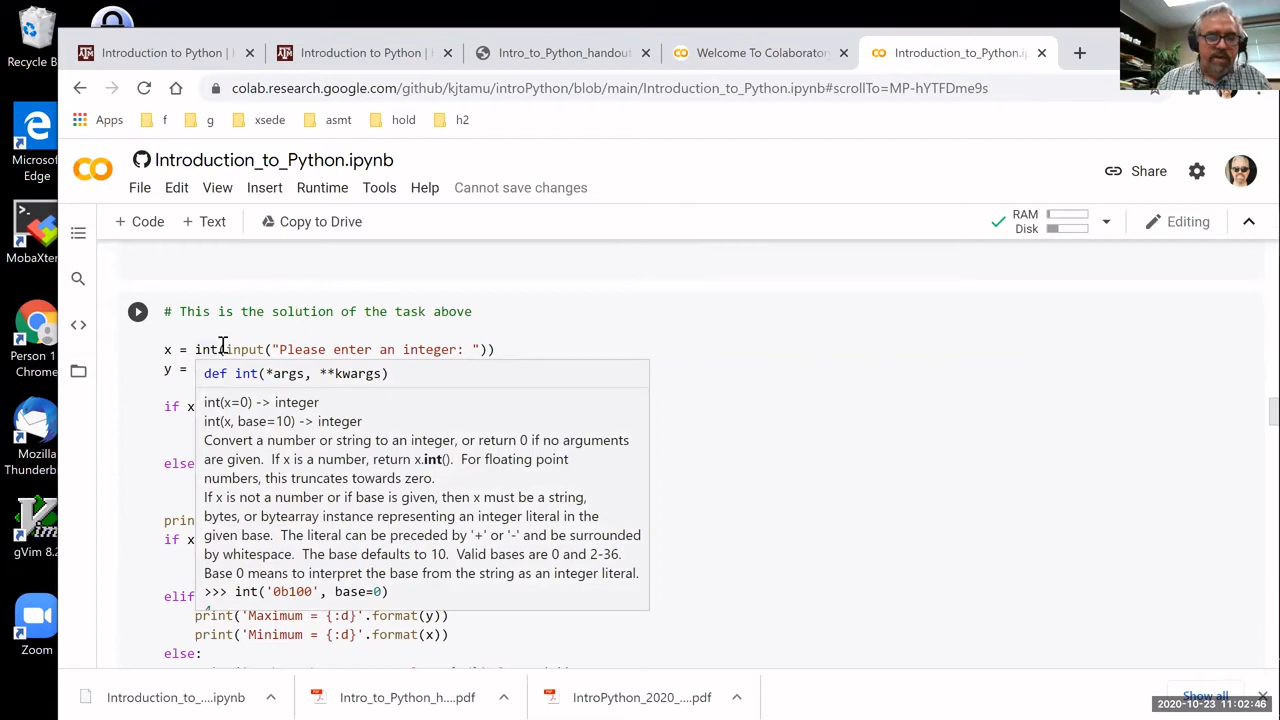 Recycle B
Introduction to Python |
Introduction to Python |
Intro_to_Python_handout
Welcome To Colaborator
Introduction_to_Python.ip
colab.research.google.com/github/kjtamu/introPython/blob/main/Introduction_to_Python.ipynb#scrollTo=MP-hYTFDme9s
Apps
f
g
xsede
asmt
hold
h2
Microsof
Edge
Introduction_to_Python.ipynb
File Edit View Insert Runtime Tools Help Cannot save changes
Share
+ Code + Text
Copy to Drive
RAM
Disk
Editing
MobaXter
Person 1
Chrome
Mozilla
Thunderb
gVim 8.2
Zoom
# This is the solution of the task above
x = int(input("Please enter an integer: "))
y =
def int(*args, **kwargs)
int(x=0) -> integer
if x
int(x, base=10) -> integer
Convert a number or string to an integer, or return 0 if no arguments
are given. If x is a number, return x.int(). For floating point
else
numbers, this truncates towards zero.
If x is not a number or if base is given, then x must be a string,
bytes, or bytearray instance representing an integer literal in the
prin
given base. The literal can be preceded by '+' or '-' and be surrounded
if x
by whitespace. The base defaults to 10. Valid bases are 0 and 2-36.
Base 0 means to interpret the base from the string as an integer literal.
>>> int('0b100', base=0)
elif
print('Maximum = {:d}'.format(y))
print('Minimum = {:d}'.format(x))
else:
Introduction_to_....ipynb
Intro_to_Python_h....pdf
IntroPython_2020_....pdf
Show all
2020-10-23 11:02:46